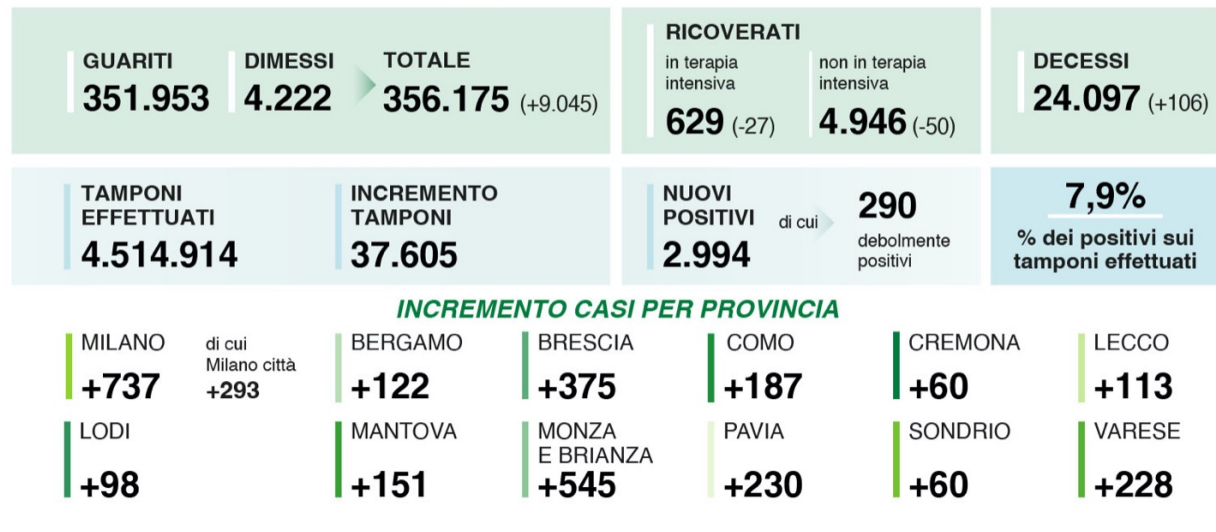 GUARITI
351.953
DIMESSI
4.222
TOTALE
356.175 (+9.045)
RICOVERATI
in terapia
intensiva
629 (-27)
non in terapia
intensiva
4.946 (-50)
DECESSI
24.097 (+106)
TAMPONI
EFFETTUATI
4.514.914
INCREMENTO
TAMPONI
37.605
NUOVI
POSITIVI
2.994
di cui
290
debolmente
positivi
7,9%
% dei positivi sui
tamponi effettuati
INCREMENTO CASI PER PROVINCIA
MILANO
+737
di cui
Milano città
+293
BERGAMO
+122
BRESCIA
+375
COMO
+187
CREMONA
+60
LECCO
+113
LODI
+98
MANTOVA
+151
MONZA
E BRIANZA
+545
PAVIA
+230
SONDRIO
+60
VARESE
+228